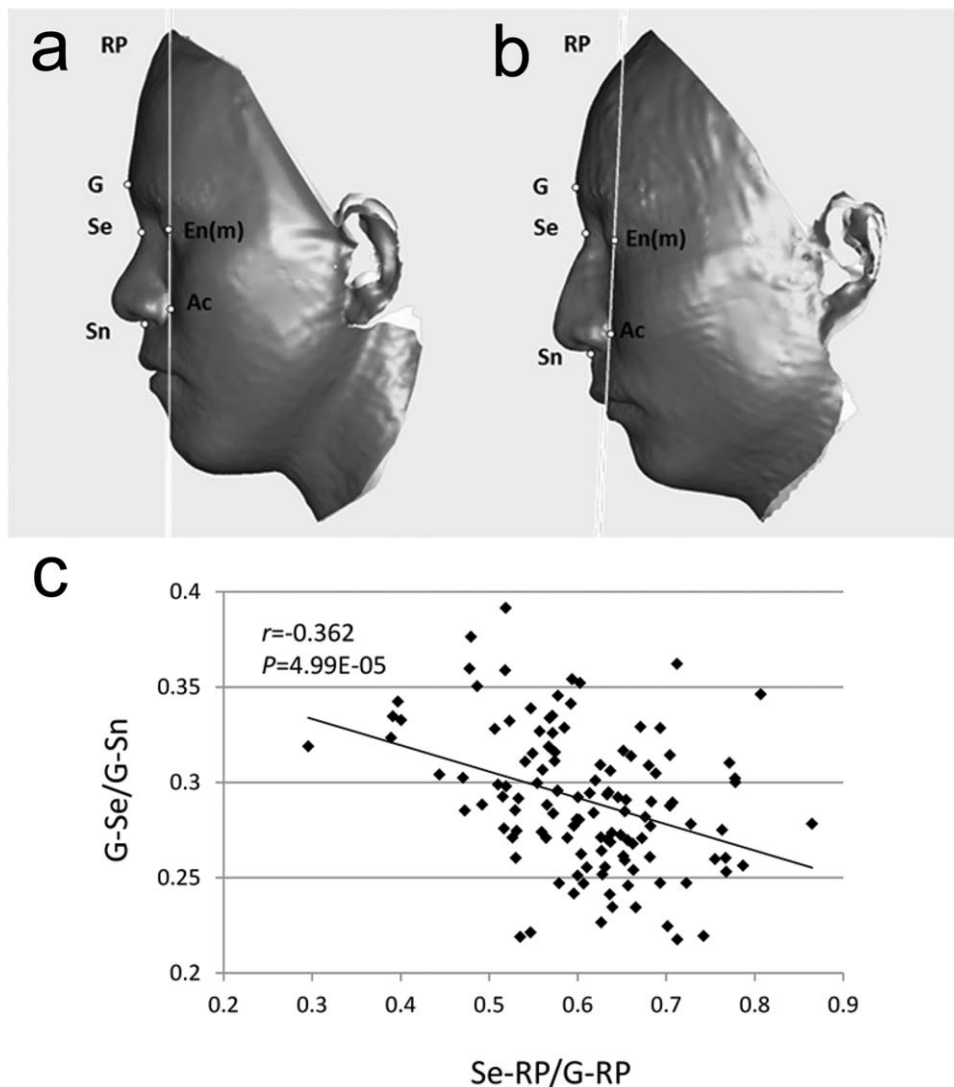 a
RP
G
Se
En(m)
Ac
Sn
b
RP
G
Se
En(m)
Ac
Sn
c
r=-0.362
P=4.99E-05
G-Se/G-Sn
0.4
0.35
0.3
0.25
0.2
0.2 0.3 0.4 0.5 0.6 0.7 0.8 0.9
Se-RP/G-RP